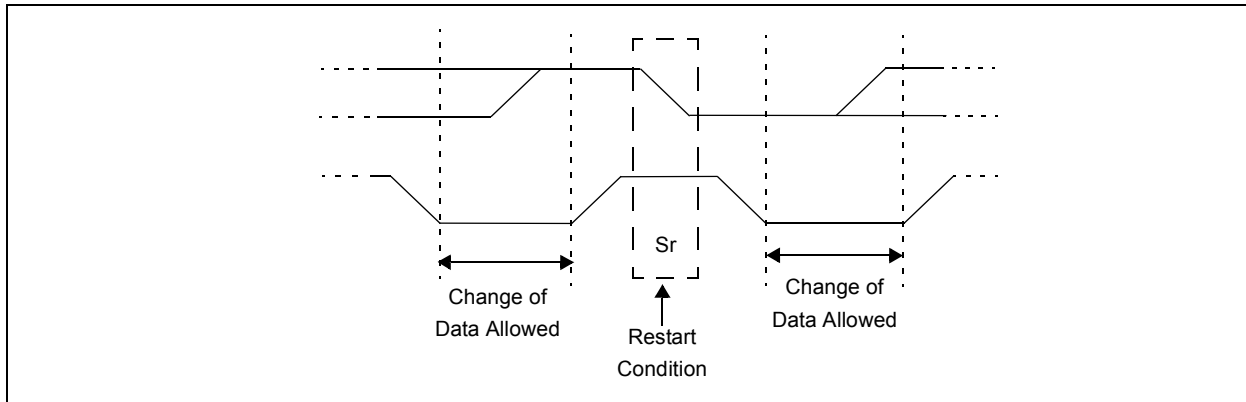 Sr
Change of
Data Allowed
Restart
Condition
Change of
Data Allowed